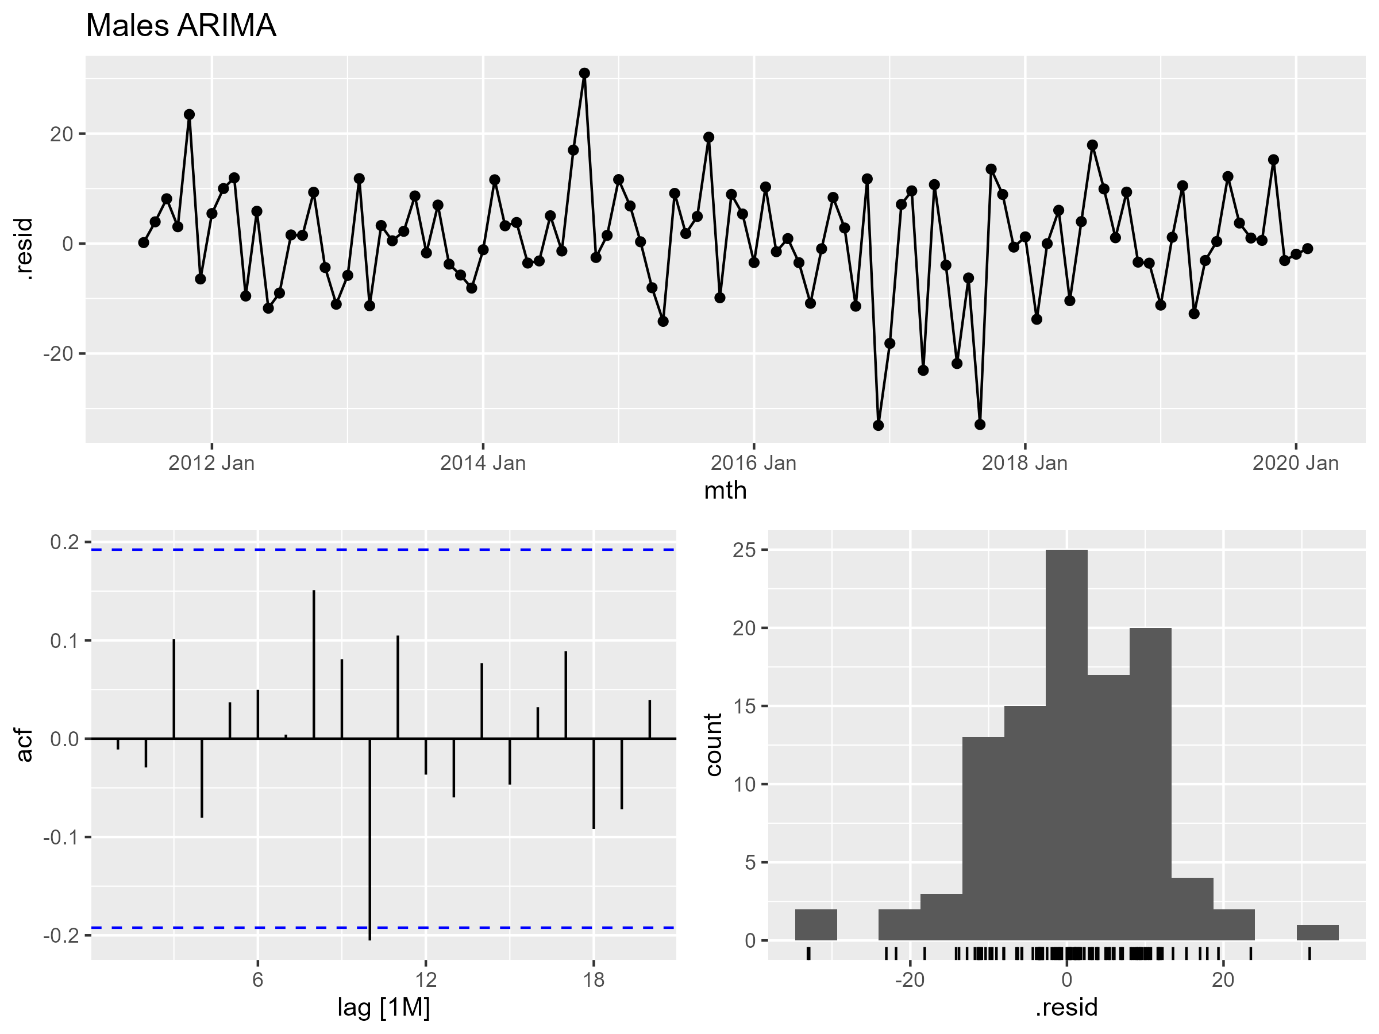 Males ARIMA
20
0
-20
.resid
2012 Jan
2014 Jan
2016 Jan
2018 Jan
2020 Jan
mth
0.2
0.1
0.0
-0.1
-0.2
acf
6
12
18
lag [1M]
25
20
15
10
5
0
count
-20
0
20
.resid